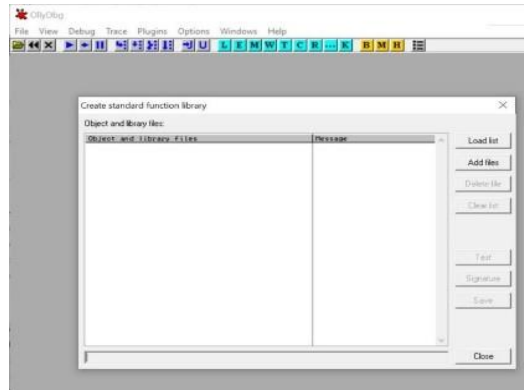 OllyDbg
File View Debug Trace Plugins Options Windows Help
L E M W T C R ... K B M H
Create standard function library
Object and library files:
Object and library files Message
Load list
Add files
Delete file
Clear list
Test
Signature
Save
Close